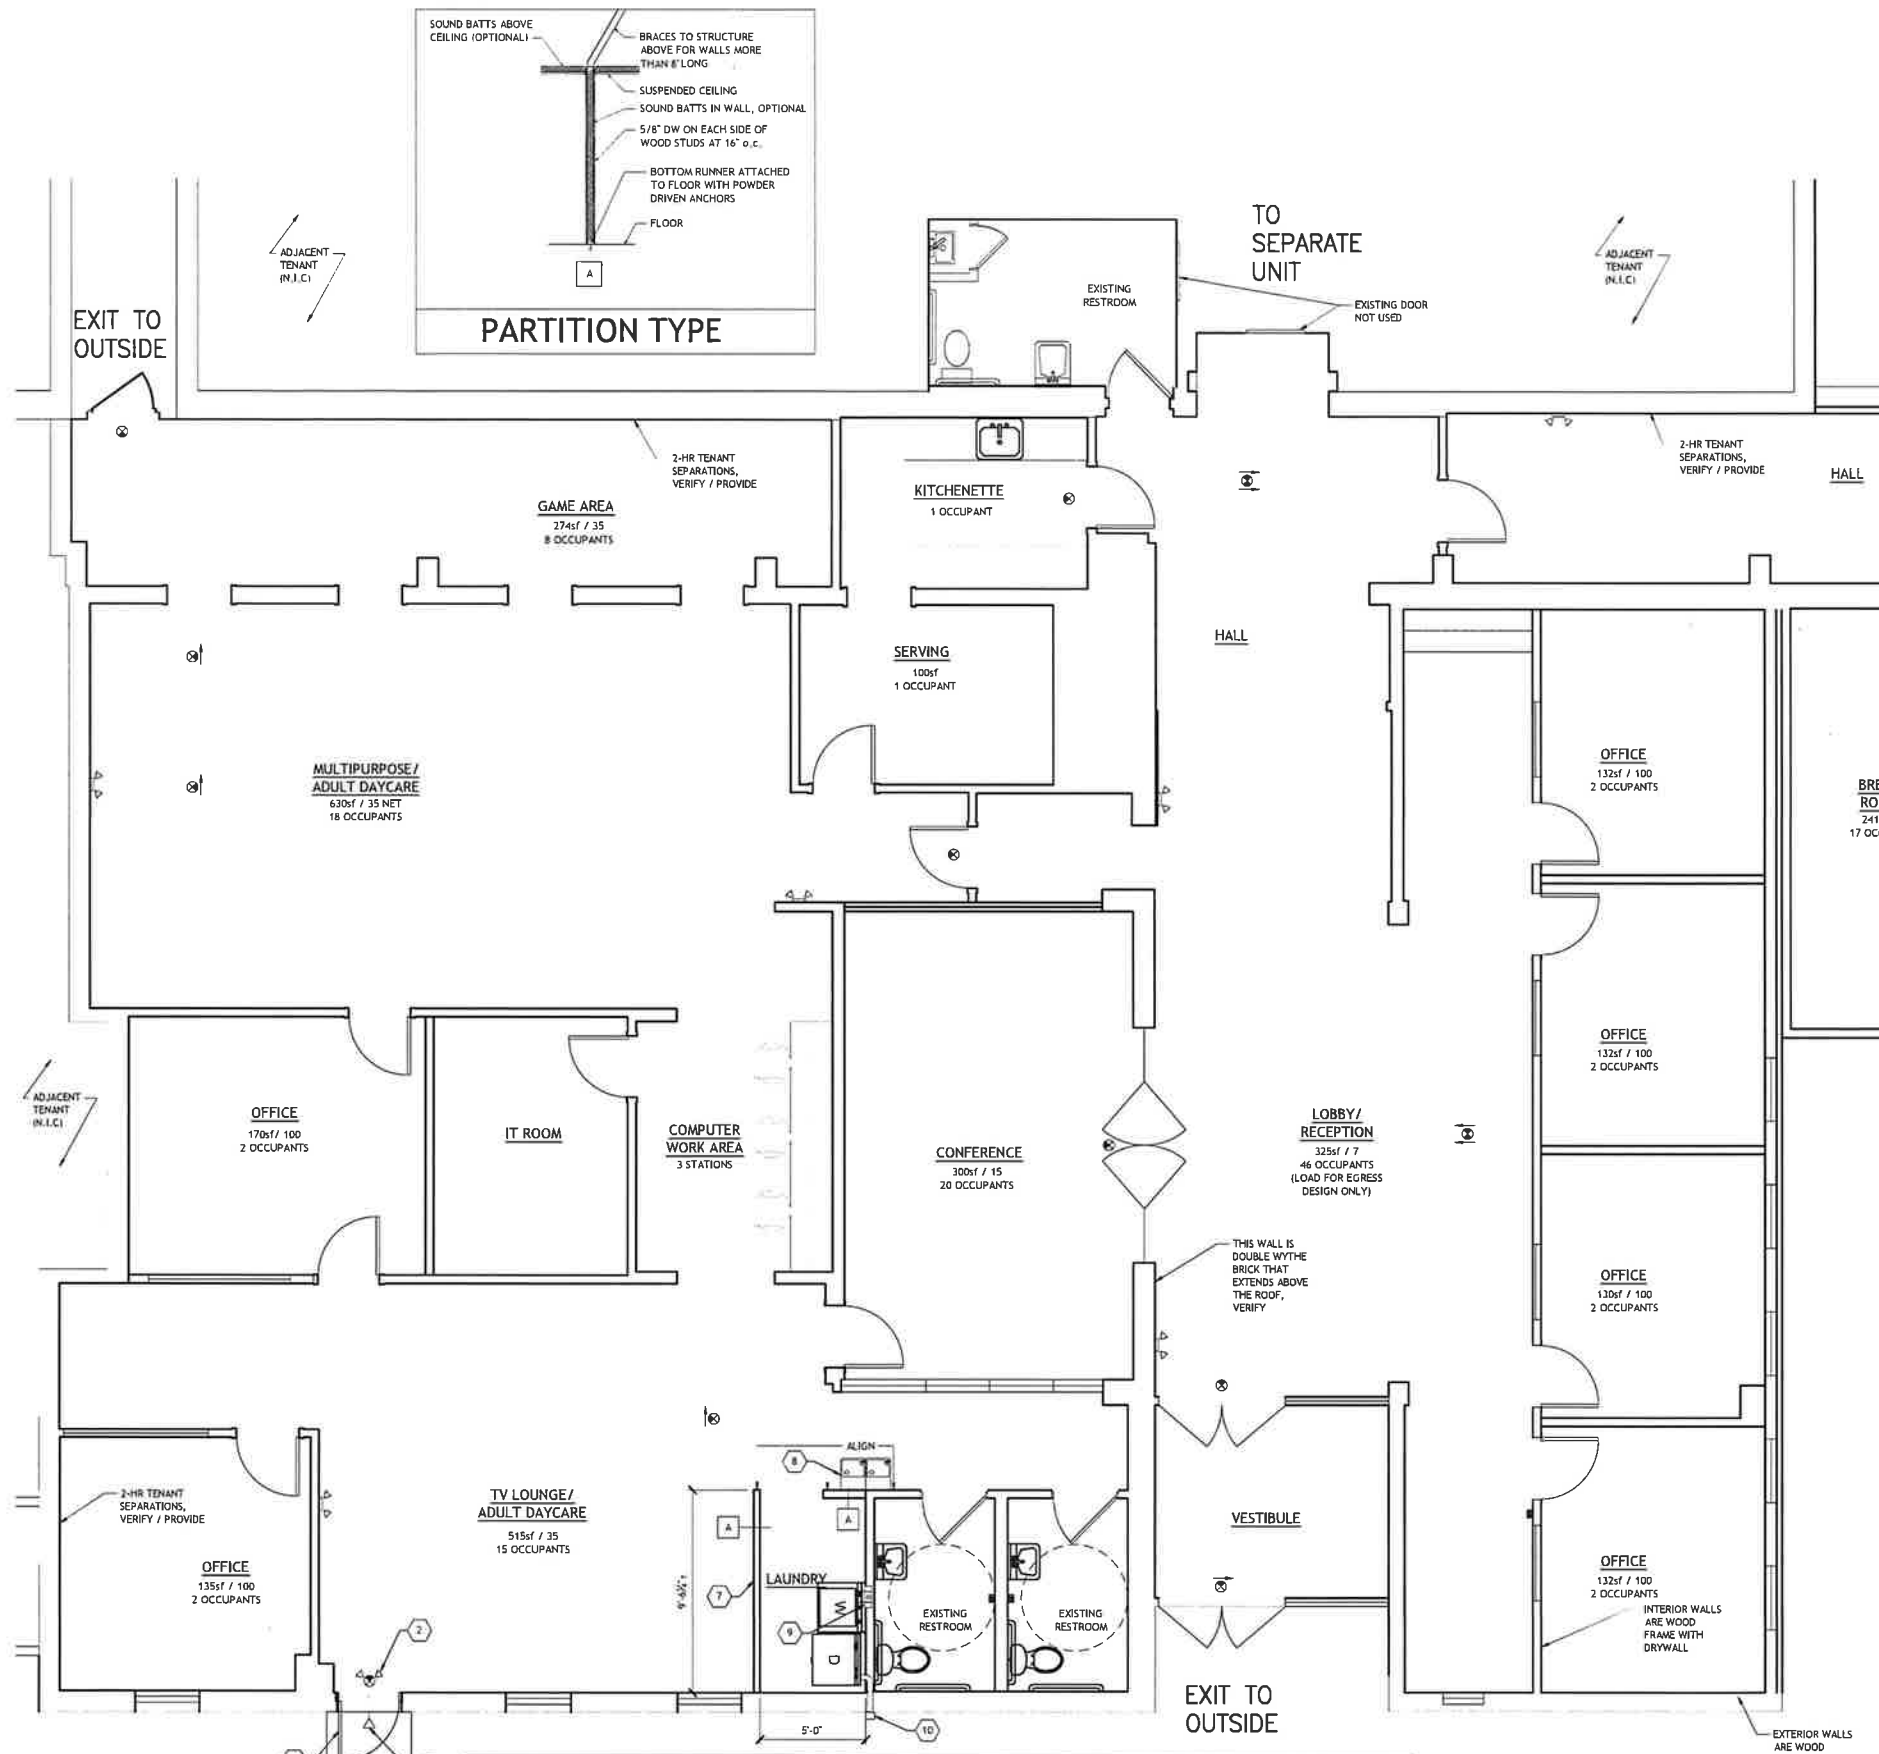 SOUND BATTS ABOVE
CEILING (OPTIONAL)
BRACES TO STRUCTURE
ABOVE FOR WALLS MORE
THAN 8' LONG
SUSPENDED CEILING
SOUND BATTS IN WALL, OPTIONAL
5/8" DW ON EACH SIDE OF
WOOD STUDS AT 16" o.c.
BOTTOM RUNNER ATTACHED
TO FLOOR WITH POWDER
DRIVEN ANCHORS
FLOOR
A
PARTITION TYPE
ADJACENT
TENANT
(N.I.C)
EXIT TO
OUTSIDE
TO
SEPARATE
UNIT
EXISTING
RESTROOM
EXISTING DOOR
NOT USED
ADJACENT
TENANT
(N.I.C)
2-HR TENANT
SEPARATIONS,
VERIFY / PROVIDE
GAME AREA
274sf / 35
8 OCCUPANTS
KITCHENETTE
1 OCCUPANT
2-HR TENANT
SEPARATIONS,
VERIFY / PROVIDE
HALL
HALL
SERVING
100sf
1 OCCUPANT
MULTIPURPOSE/
ADULT DAYCARE
630sf / 35 NET
18 OCCUPANTS
OFFICE
132sf / 100
2 OCCUPANTS
BRE
RO
241
17 OC
OFFICE
132sf / 100
2 OCCUPANTS
ADJACENT
TENANT
(N.I.C)
OFFICE
170sf/ 100
2 OCCUPANTS
IT ROOM
COMPUTER
WORK AREA
3 STATIONS
CONFERENCE
300sf / 15
20 OCCUPANTS
LOBBY/
RECEPTION
325sf / 7
46 OCCUPANTS
(LOAD FOR EGRESS
DESIGN ONLY)
THIS WALL IS
DOUBLE WYTHE
BRICK THAT
EXTENDS ABOVE
THE ROOF,
VERIFY
OFFICE
130sf / 100
2 OCCUPANTS
ALIGN
8
2-HR TENANT
SEPARATIONS,
VERIFY / PROVIDE
TV LOUNGE/
ADULT DAYCARE
515sf / 35
15 OCCUPANTS
A
A
VESTIBULE
OFFICE
135sf / 100
2 OCCUPANTS
LAUNDRY
7
W
9
D
EXISTING
RESTROOM
EXISTING
RESTROOM
OFFICE
132sf / 100
2 OCCUPANTS
INTERIOR WALLS
ARE WOOD
FRAME WITH
DRYWALL
2
EXIT TO
OUTSIDE
5'-0"
10
EXTERIOR WALLS
ARE WOOD